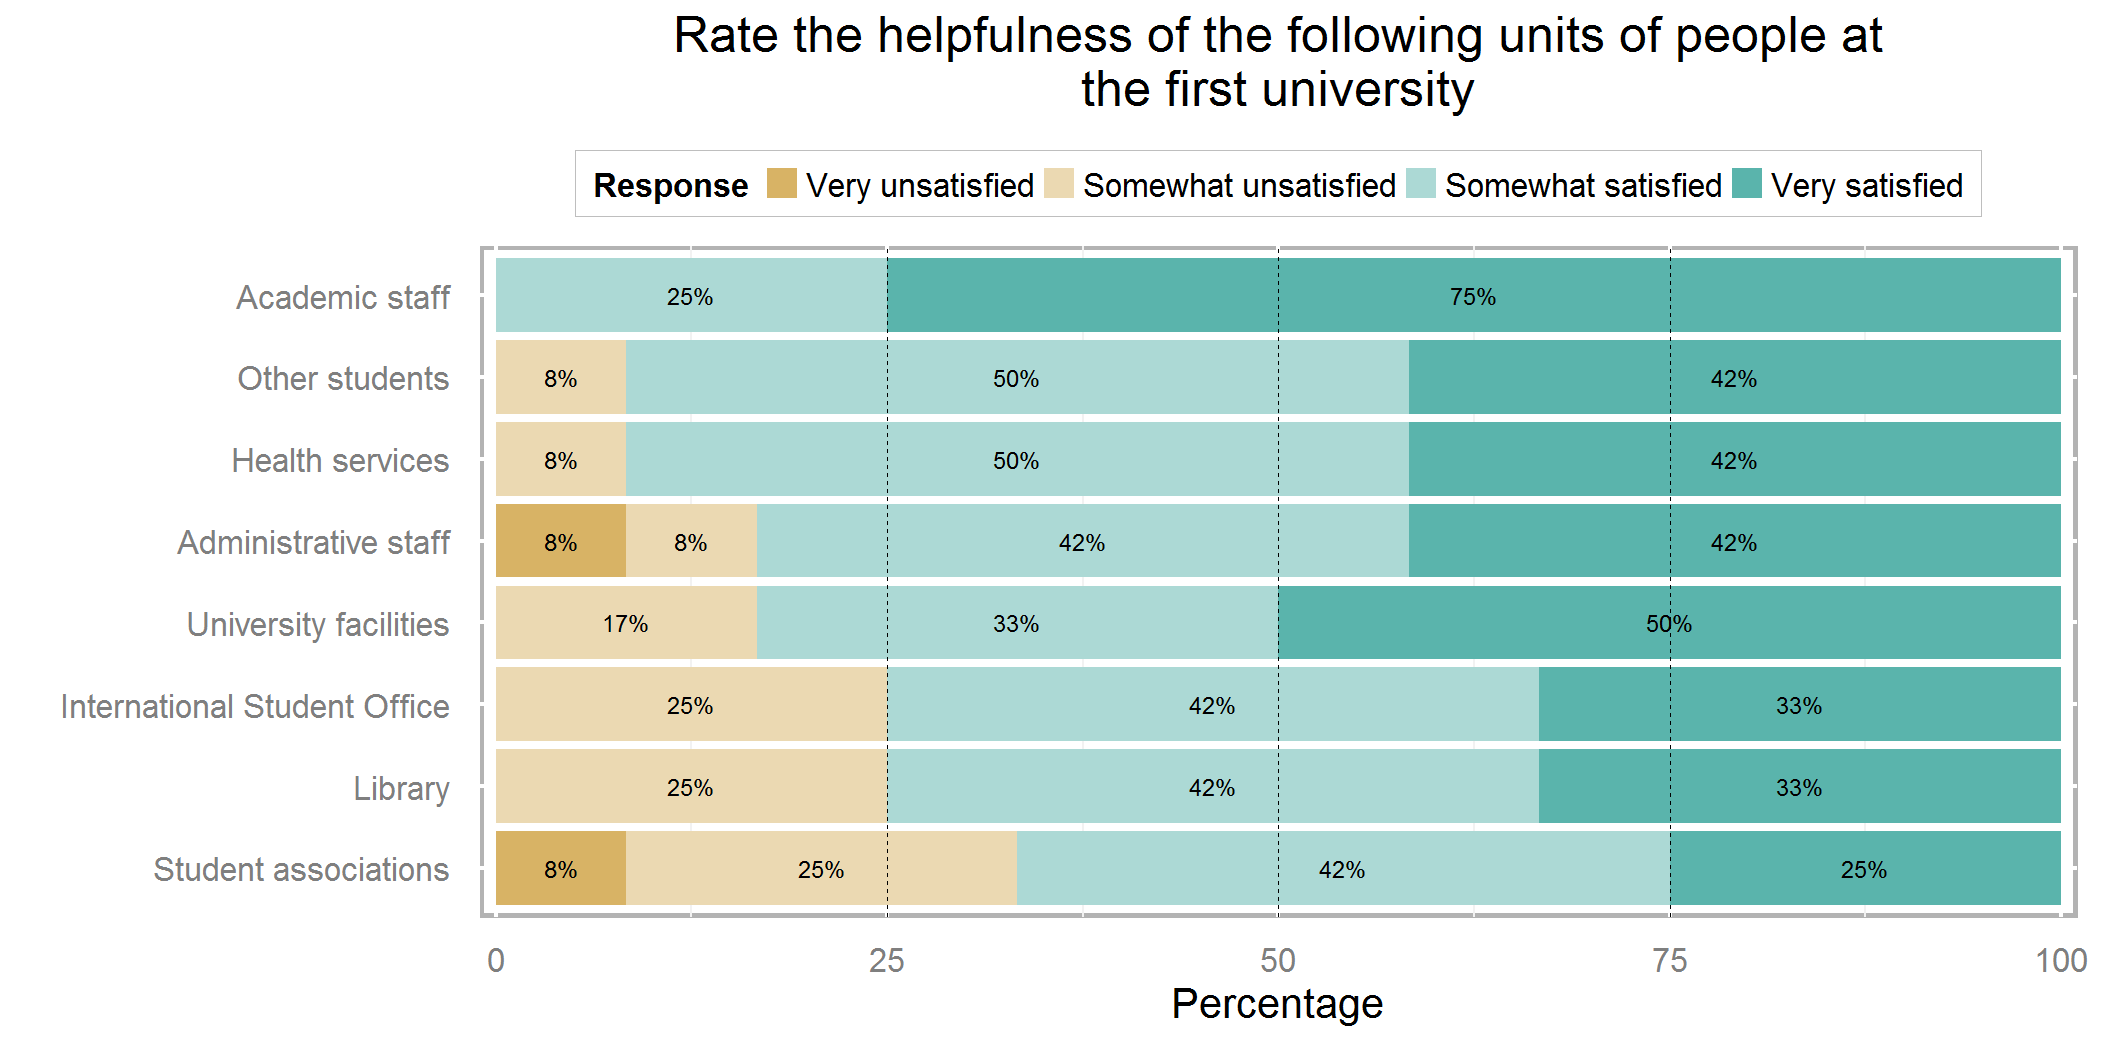 Rate the helpfulness of the following units of people at
the first university
Response Very unsatisfied Somewhat unsatisfied Somewhat satisfied Very satisfied
Academic staff 25% 75%
Other students 8% 50% 42%
Health services 8% 50% 42%
Administrative staff 8% 8% 42% 42%
University facilities 17% 33% 50%
International Student Office 25% 42% 33%
Library 25% 42% 33%
Student associations 8% 25% 42% 25%
0 25 50 75 100
Percentage